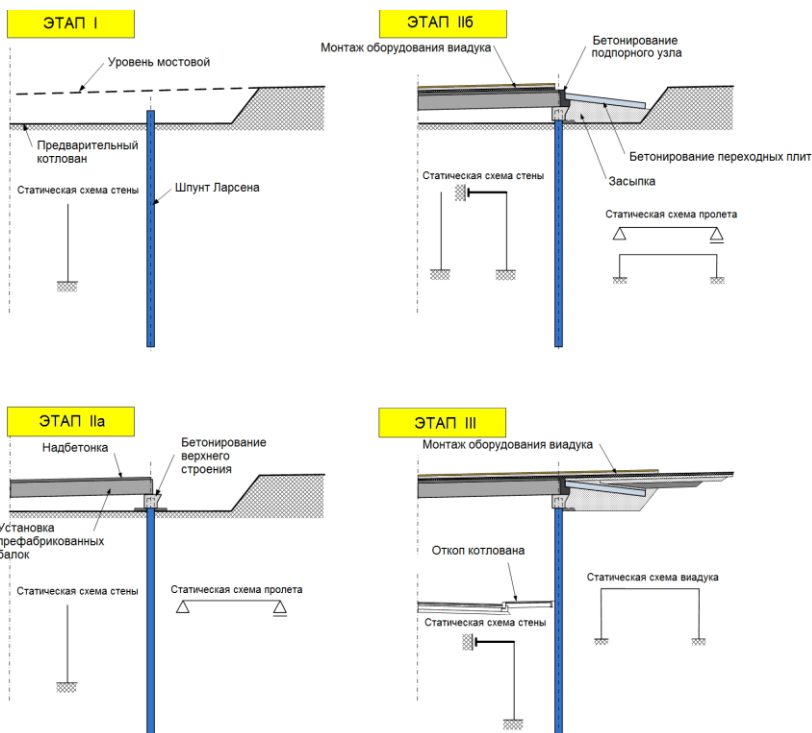 ЭТАП I
Уровень мостовой
Предварительный
котлован
Шпунт Ларсена
Статическая схема стены
ЭТАП IIб
Монтаж оборудования виадука
Бетонирование
подпорного узла
Бетонирование переходных плит
Засыпка
Статическая схема стены
Статическая схема пролета
ЭТАП IIа
Надбетонка
Бетонирование
верхнего
строения
Установка
префабрикованных
балок
Статическая схема стены
Статическая схема пролета
ЭТАП III
Монтаж оборудования виадука
Откоп котлована
Статическая схема стены
Статическая схема виадука